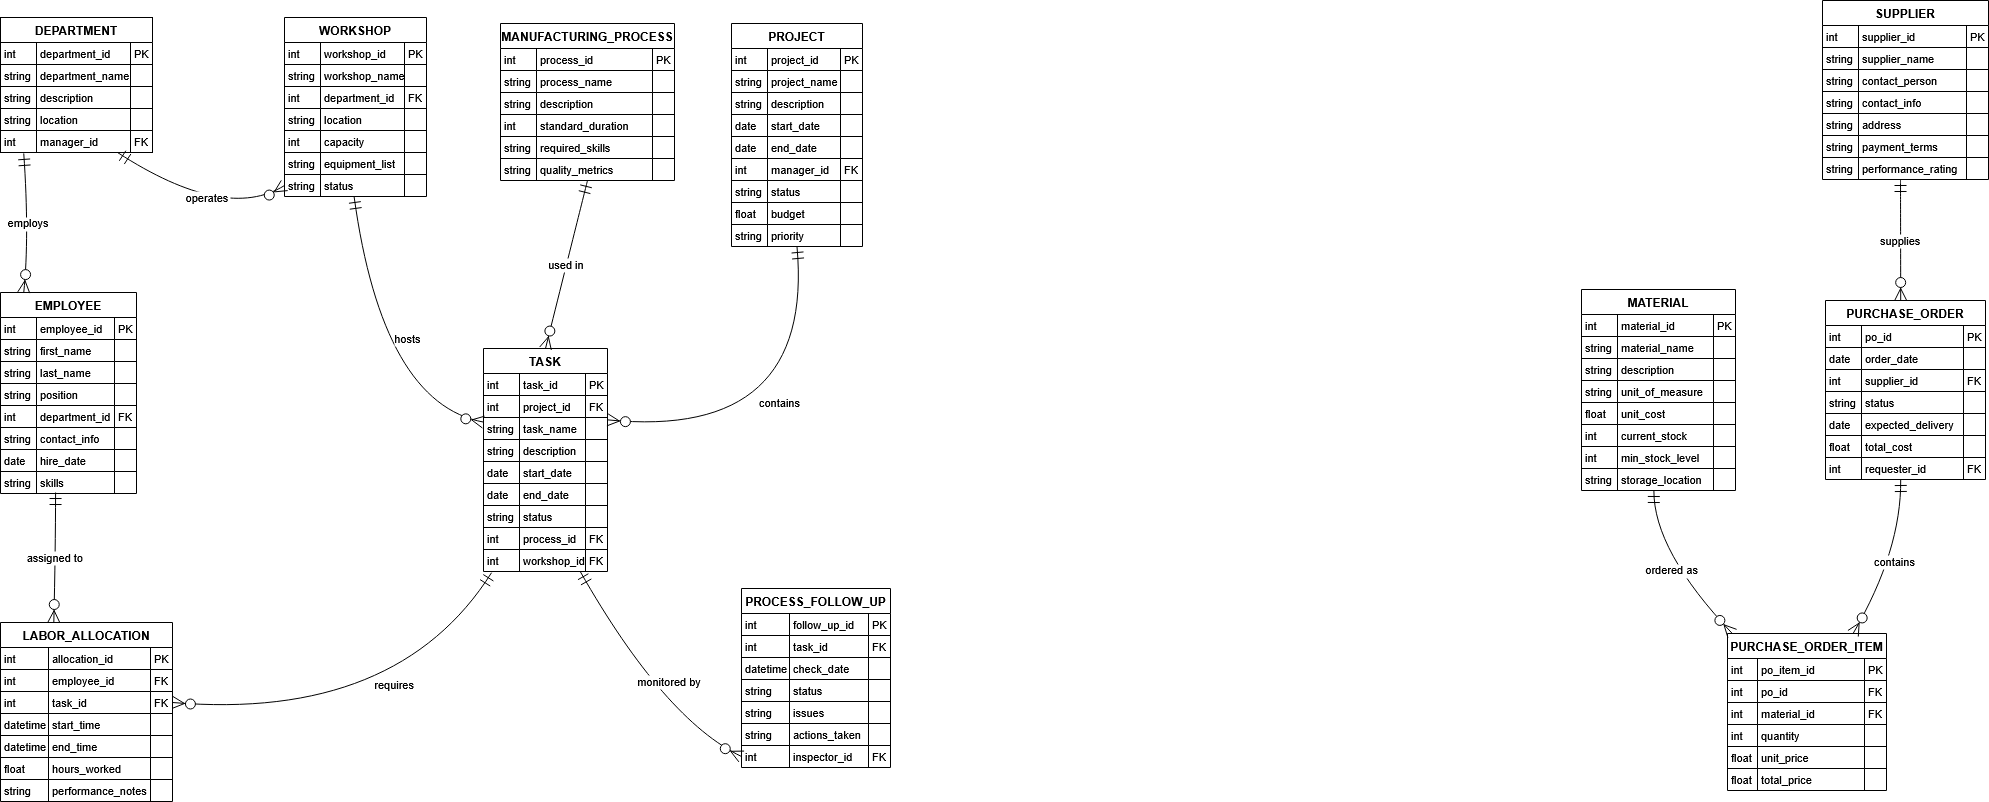 DEPARTMENT
int department_id PK
string department_name
string description
string location
int manager_id FK
WORKSHOP
int workshop_id PK
string workshop_name
int department_id FK
string location
int capacity
string equipment_list
string status
MANUFACTURING_PROCESS
int process_id PK
string process_name
string description
int standard_duration
string required_skills
string quality_metrics
PROJECT
int project_id PK
string project_name
string description
date start_date
date end_date
int manager_id FK
string status
float budget
string priority
SUPPLIER
int supplier_id PK
string supplier_name
string contact_person
string contact_info
string address
string payment_terms
string performance_rating
operates
employs
used in
supplies
hosts
contains
EMPLOYEE
int employee_id PK
string first_name
string last_name
string position
int department_id FK
string contact_info
date hire_date
string skills
TASK
int task_id PK
int project_id FK
string task_name
string description
date start_date
date end_date
string status
int process_id FK
int workshop_id FK
MATERIAL
int material_id PK
string material_name
string description
string unit_of_measure
float unit_cost
int current_stock
int min_stock_level
string storage_location
PURCHASE_ORDER
int po_id PK
date order_date
int supplier_id FK
string status
date expected_delivery
float total_cost
int requester_id FK
assigned to
requires
monitored by
ordered as
contains
LABOR_ALLOCATION
int allocation_id PK
int employee_id FK
int task_id FK
datetime start_time
datetime end_time
float hours_worked
string performance_notes
PROCESS_FOLLOW_UP
int follow_up_id PK
int task_id FK
datetime check_date
string status
string issues
string actions_taken
int inspector_id FK
PURCHASE_ORDER_ITEM
int po_item_id PK
int po_id FK
int material_id FK
int quantity
float unit_price
float total_price